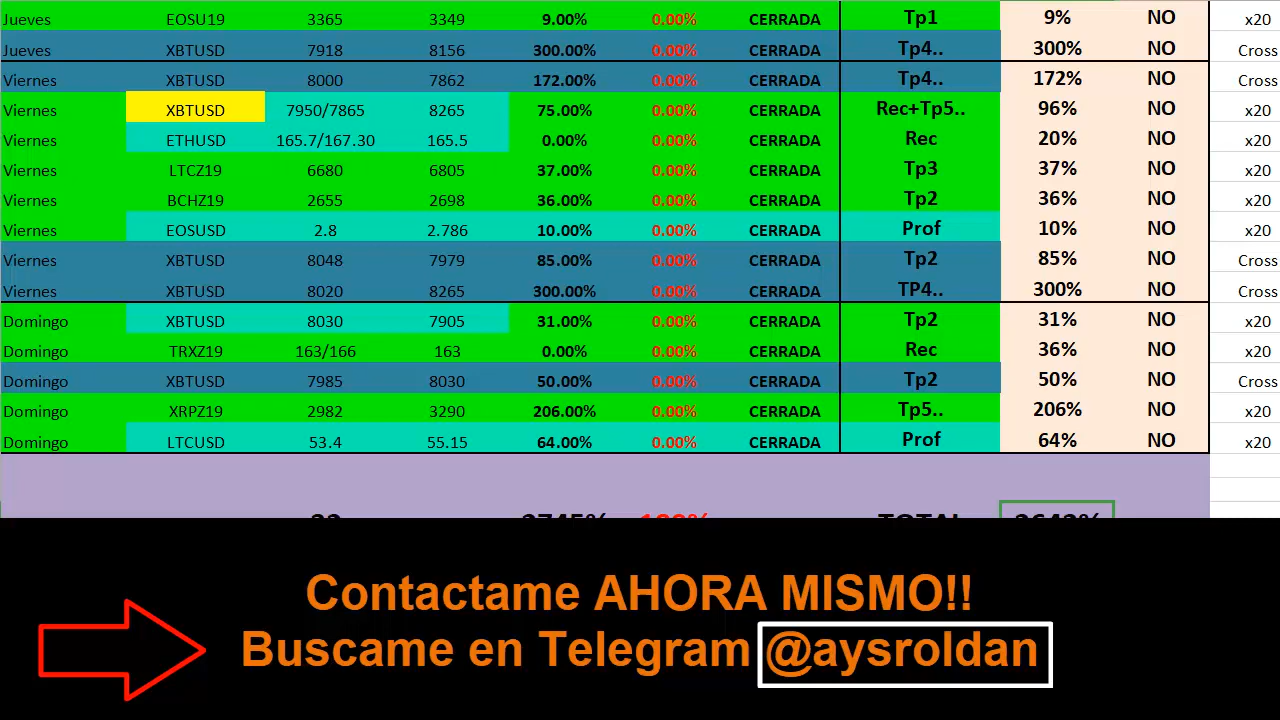 Jueves EOSU19 3365 3349 9.00% 0.00% CERRADA Tp1 9% NO x20
Jueves XBTUSD 7918 8156 300.00% 0.00% CERRADA Tp4.. 300% NO Cross
Viernes XBTUSD 8000 7862 172.00% 0.00% CERRADA Tp4.. 172% NO Cross
Viernes XBTUSD 7950/7865 8265 75.00% 0.00% CERRADA Rec+Tp5.. 96% NO x20
Viernes ETHUSD 165.7/167.30 165.5 0.00% 0.00% CERRADA Rec 20% NO x20
Viernes LTCZ19 6680 6805 37.00% 0.00% CERRADA Tp3 37% NO x20
Viernes BCHZ19 2655 2698 36.00% 0.00% CERRADA Tp2 36% NO x20
Viernes EOSUSD 2.8 2.786 10.00% 0.00% CERRADA Prof 10% NO x20
Viernes XBTUSD 8048 7979 85.00% 0.00% CERRADA Tp2 85% NO Cross
Viernes XBTUSD 8020 8265 300.00% 0.00% CERRADA TP4.. 300% NO Cross
Domingo XBTUSD 8030 7905 31.00% 0.00% CERRADA Tp2 31% NO x20
Domingo TRXZ19 163/166 163 0.00% 0.00% CERRADA Rec 36% NO x20
Domingo XBTUSD 7985 8030 50.00% 0.00% CERRADA Tp2 50% NO Cross
Domingo XRPZ19 2982 3290 206.00% 0.00% CERRADA Tp5.. 206% NO x20
Domingo LTCUSD 53.4 55.15 64.00% 0.00% CERRADA Prof 64% NO x20
TOTAL
Contactame AHORA MISMO!!
Buscame en Telegram @aysroldan